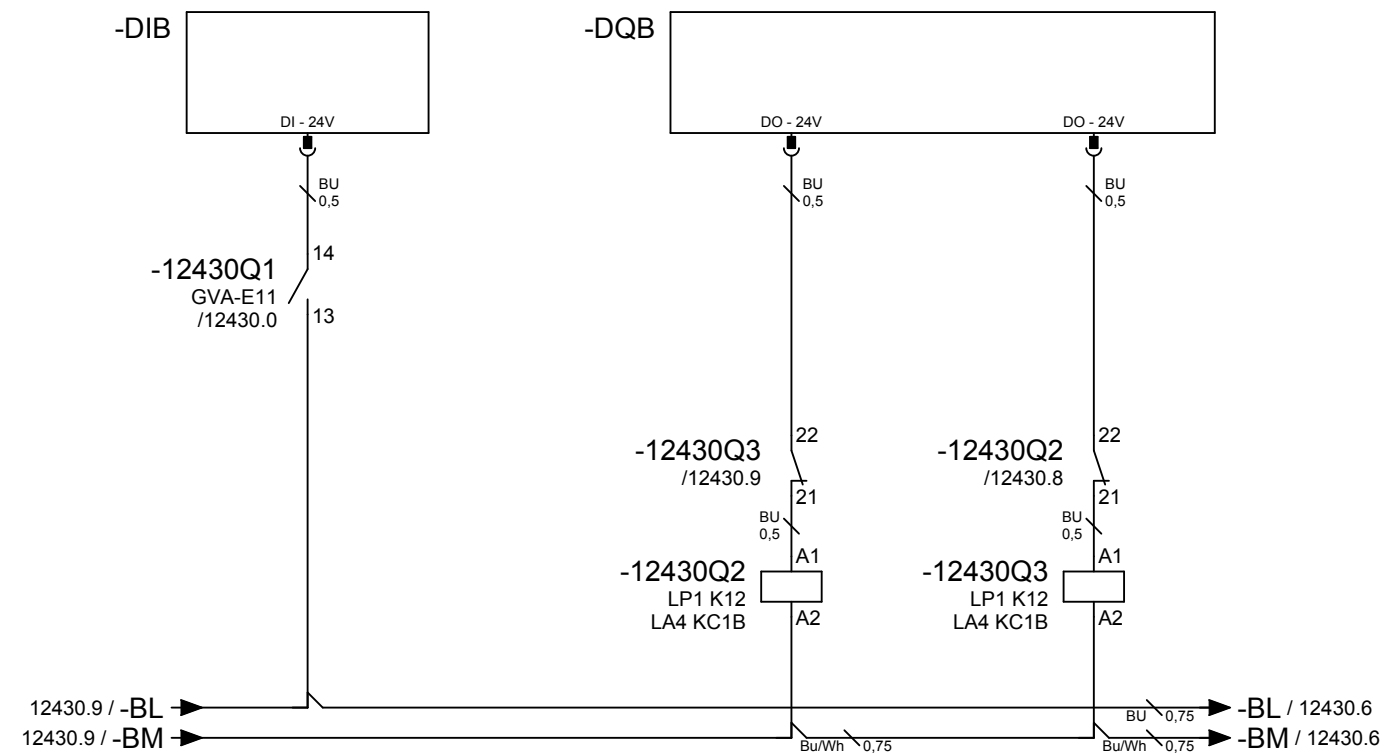 -DIB
-DQB
DI - 24V
DO - 24V
DO - 24V
BU
0,5
BU
0,5
BU
0,5
14
-12430Q1
GVA-E11
/12430.0
13
22
-12430Q3
/12430.9
21
22
-12430Q2
/12430.8
21
BU
0,5
BU
0,5
A1
-12430Q2
LP1 K12
LA4 KC1B
A2
A1
-12430Q3
LP1 K12
LA4 KC1B
A2
12430.9 / -BL
BU 0,75
-BL / 12430.6
12430.9 / -BM
Bu/Wh 0,75
Bu/Wh 0,75
-BM / 12430.6